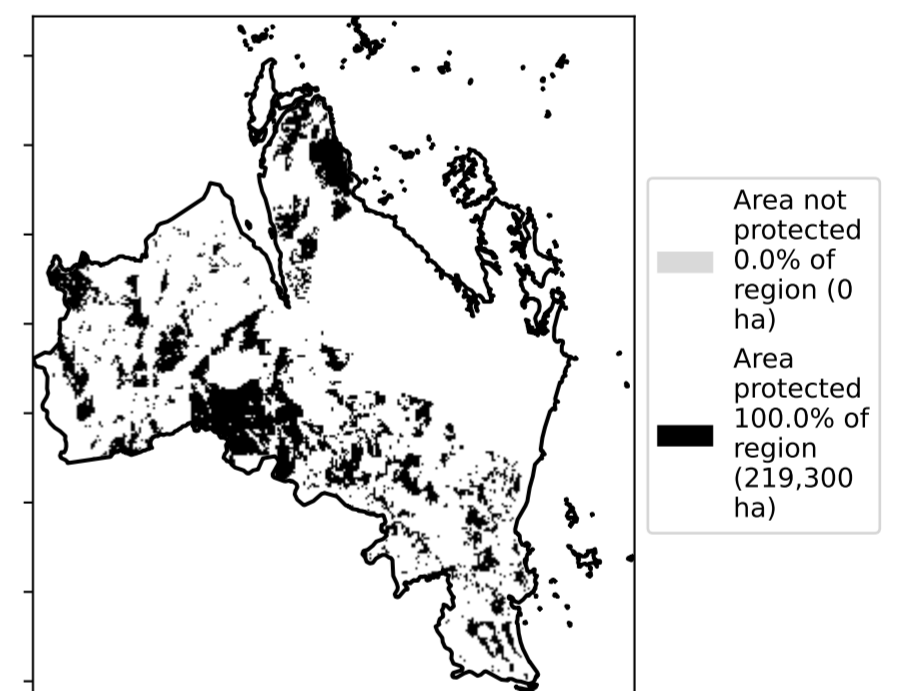 Area not
protected
0.0% of
region (0
ha)
Area
protected
100.0% of
region
(219,300
ha)